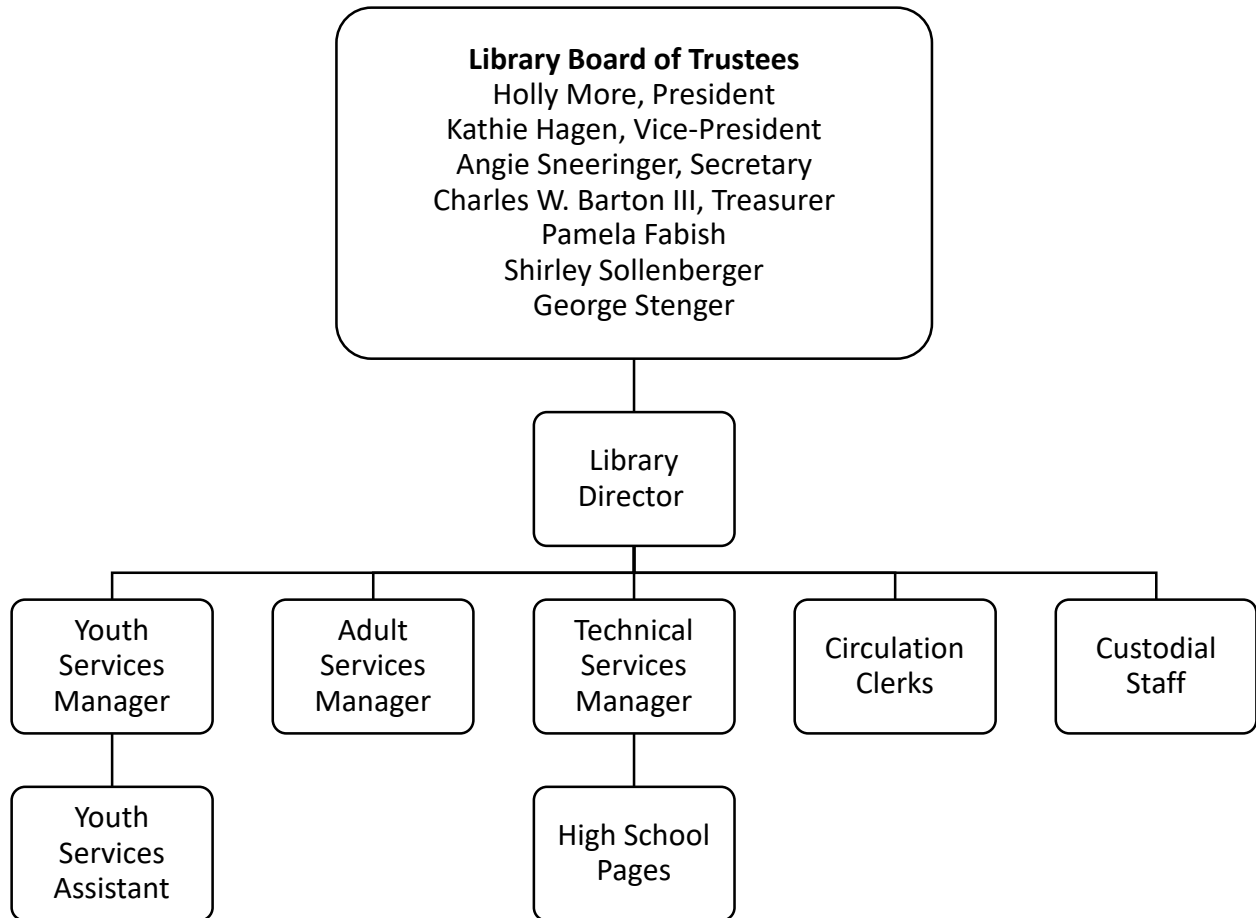 Library Board of Trustees
Holly More, President
Kathie Hagen, Vice-President
Angie Sneeringer, Secretary
Charles W. Barton III, Treasurer
Pamela Fabish
Shirley Sollenberger
George Stenger
Library
Director
Youth
Services
Manager
Adult
Services
Manager
Technical
Services
Manager
Circulation
Clerks
Custodial
Staff
Youth
Services
Assistant
High School
Pages